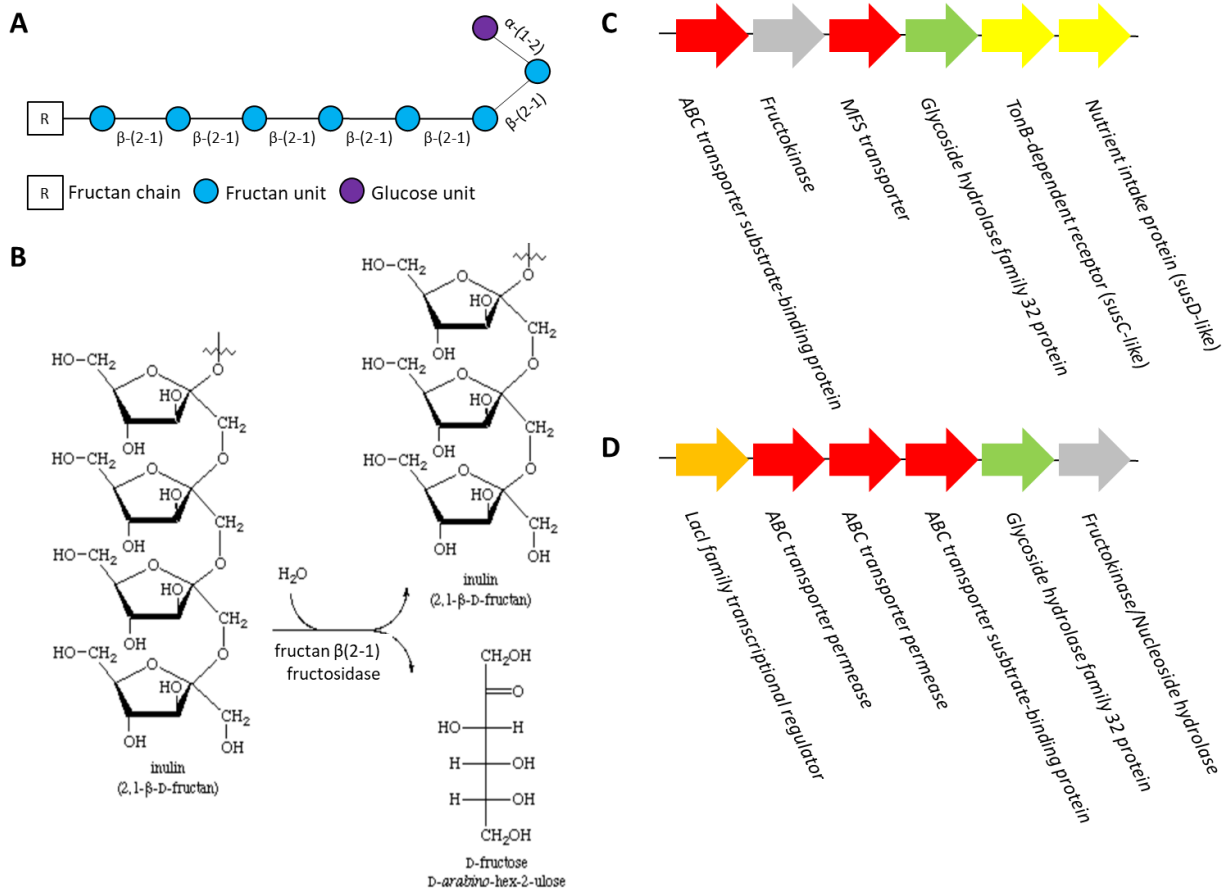 A
α-(1-2)
β-(2-1)
R
β-(2-1)
β-(2-1)
β-(2-1)
β-(2-1)
β-(2-1)
R
Fructan chain
Fructan unit
Glucose unit
B
HO–CH₂
O
O
HO
OH
CH₂
O
HO–CH₂
O
HO
OH
CH₂
O
HO–CH₂
O
HO
OH
CH₂
O
HO–CH₂
O
HO
OH
CH₂
OH
inulin
(2,1-β-D-fructan)
H₂O
fructan β(2-1)
fructosidase
HO–CH₂
O
O
HO
OH
CH₂
O
HO–CH₂
O
HO
OH
CH₂
O
HO–CH₂
O
HO
OH
CH₂
OH
inulin
(2,1-β-D-fructan)
CH₂OH
O
HO
H
H
OH
H
OH
CH₂OH
D-fructose
D-arabino-hex-2-ulose
C
ABC transporter substrate-binding protein
Fructokinase
MFS transporter
Glycoside hydrolase family 32 protein
TonB-dependent receptor (susC-like)
Nutrient intake protein (susD-like)
D
LacI family transcriptional regulator
ABC transporter permease
ABC transporter permease
ABC transporter susbtrate-binding protein
Glycoside hydrolase family 32 protein
Fructokinase/Nucleoside hydrolase